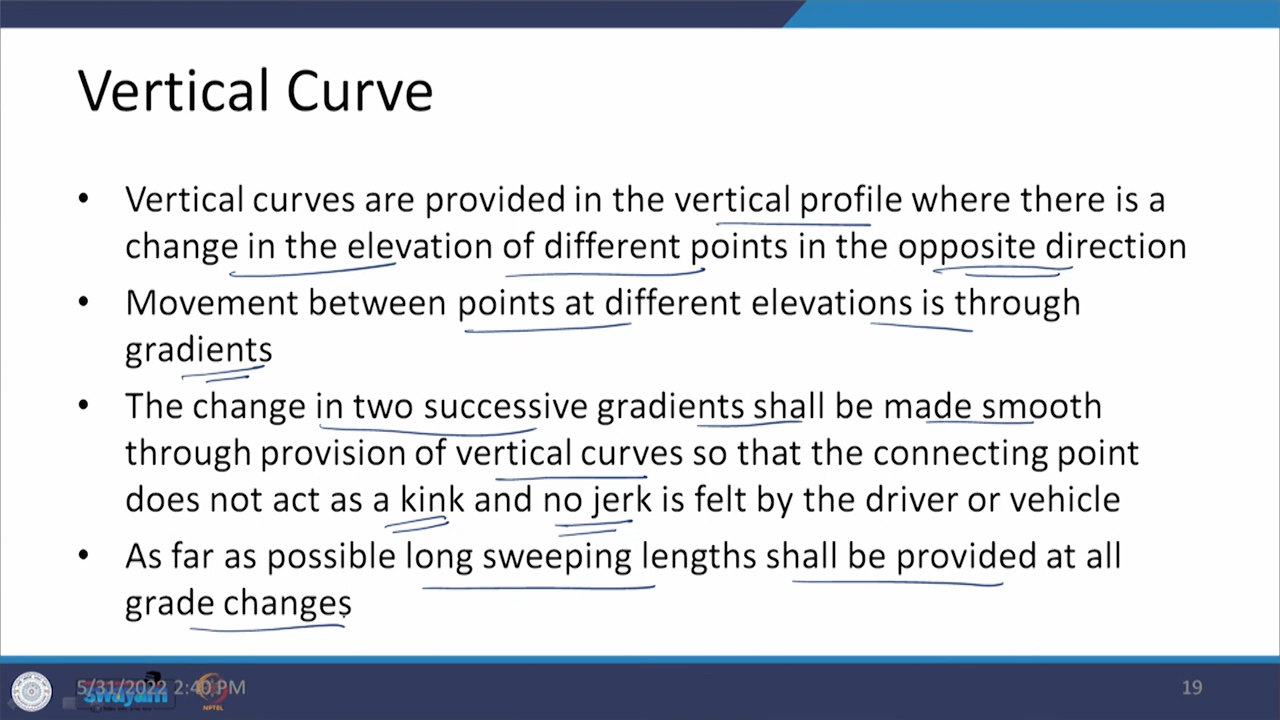 Vertical Curve
• Vertical curves are provided in the vertical profile where there is a
change in the elevation of different points in the opposite direction
• Movement between points at different elevations is through
gradients
• The change in two successive gradients shall be made smooth
through provision of vertical curves so that the connecting point
does not act as a kink and no jerk is felt by the driver or vehicle
• As far as possible long sweeping lengths shall be provided at all
grade changes
5/31/2022 2:40 PM
swayam
NPTEL
19